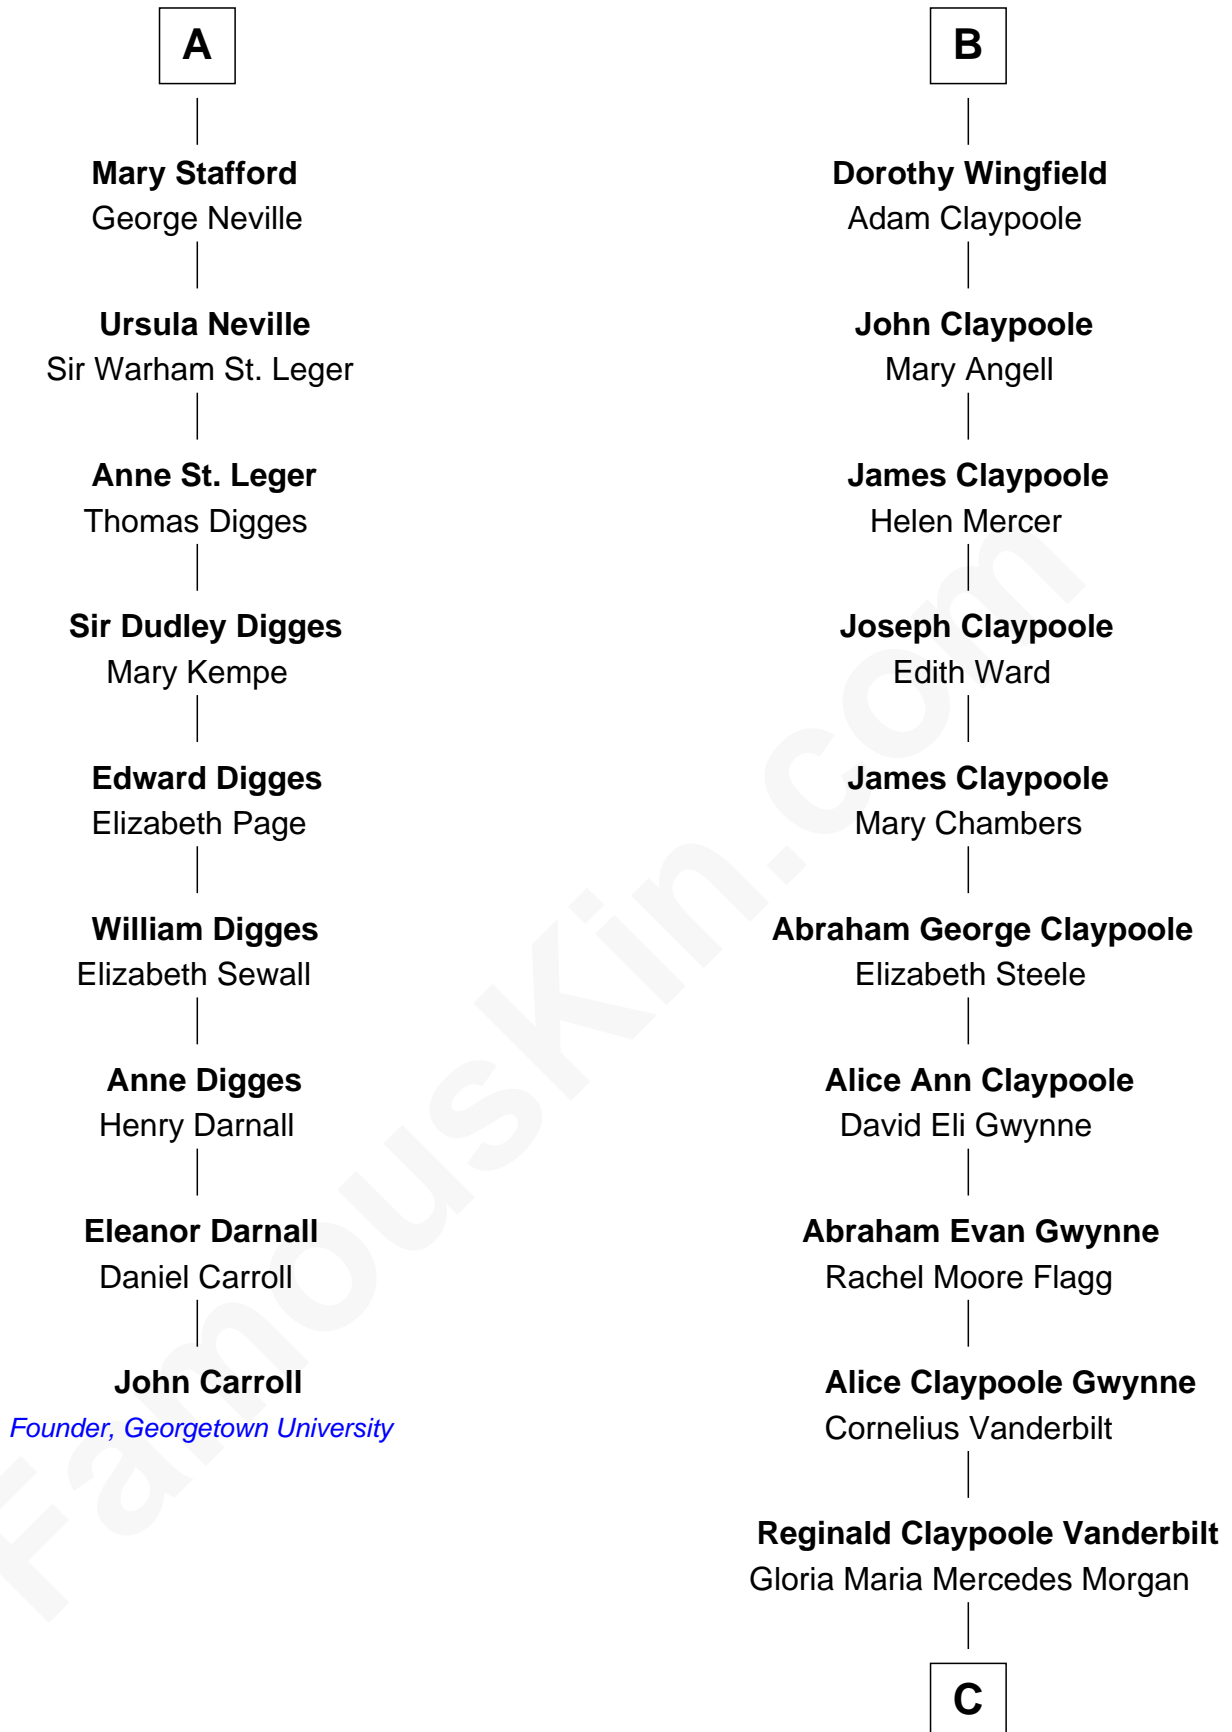 A
Mary Stafford
George Neville
Ursula Neville
Sir Warham St. Leger
Anne St. Leger
Thomas Digges
Sir Dudley Digges
Mary Kempe
Edward Digges
Elizabeth Page
William Digges
Elizabeth Sewall
Anne Digges
Henry Darnall
Eleanor Darnall
Daniel Carroll
John Carroll
Founder, Georgetown University
B
Dorothy Wingfield
Adam Claypoole
John Claypoole
Mary Angell
James Claypoole
Helen Mercer
Joseph Claypoole
Edith Ward
James Claypoole
Mary Chambers
Abraham George Claypoole
Elizabeth Steele
Alice Ann Claypoole
David Eli Gwynne
Abraham Evan Gwynne
Rachel Moore Flagg
Alice Claypoole Gwynne
Cornelius Vanderbilt
Reginald Claypoole Vanderbilt
Gloria Maria Mercedes Morgan
C
FamousKin.com